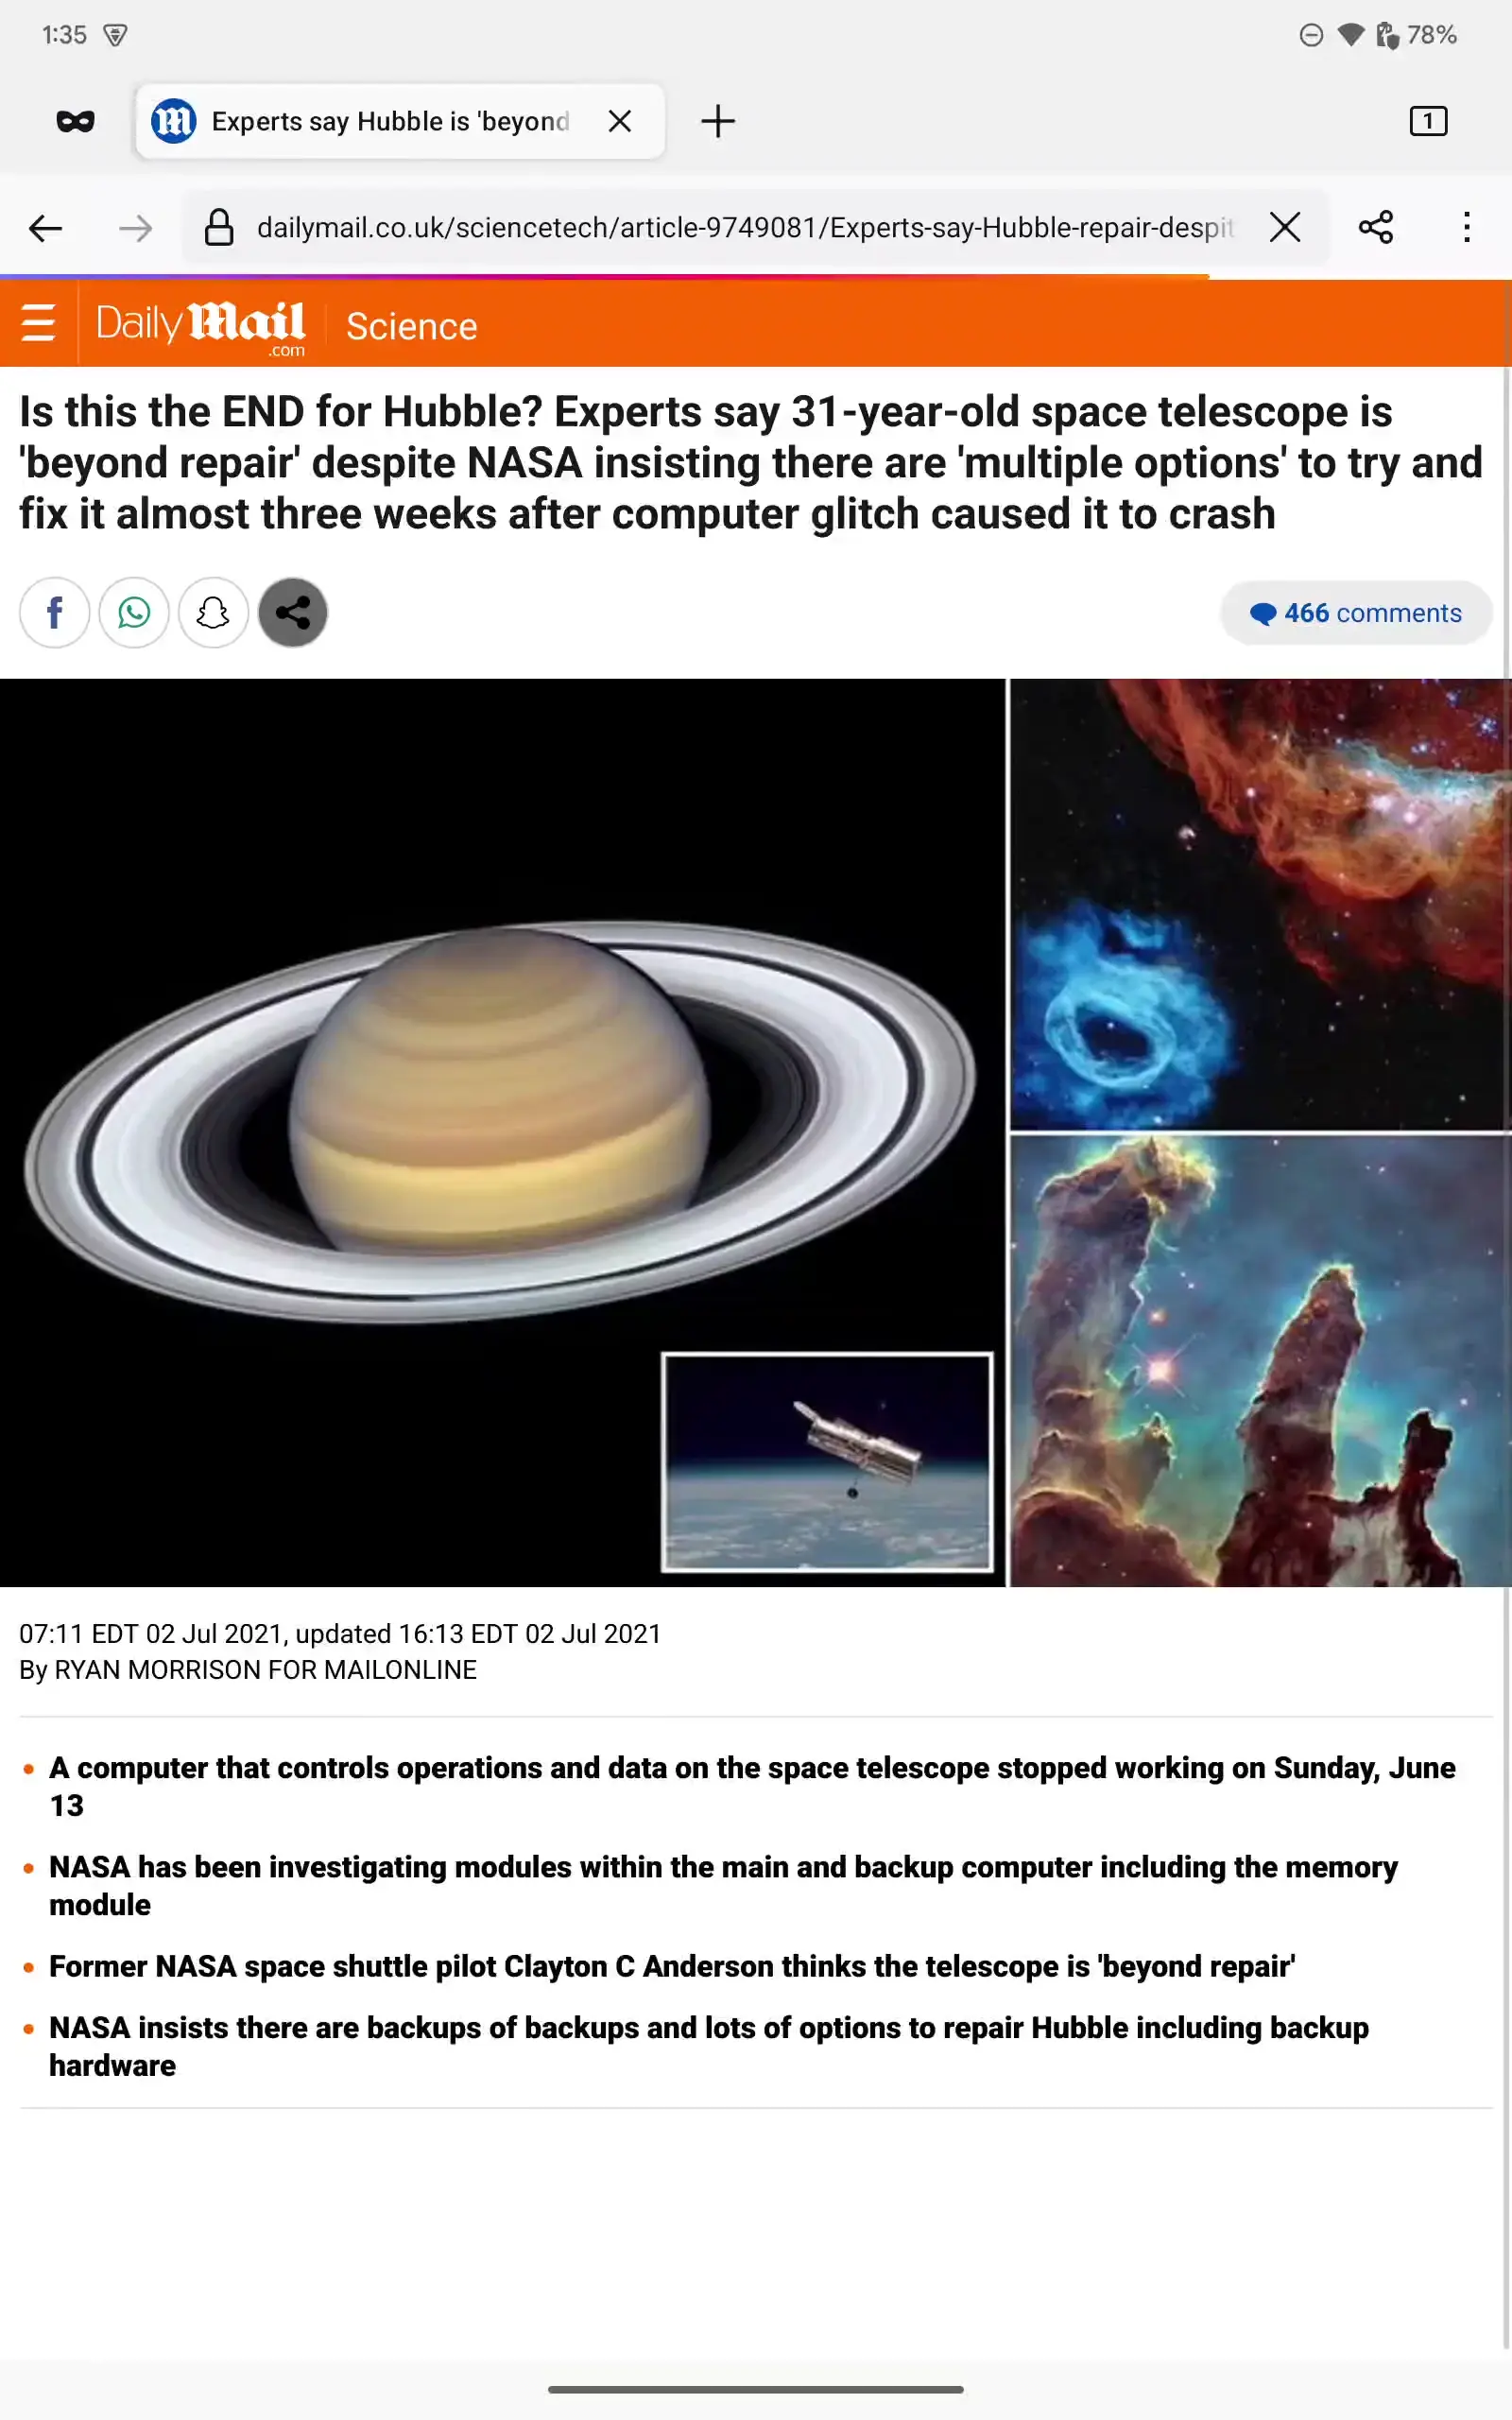 1:35
78%
Experts say Hubble is 'beyond
1
dailymail.co.uk/sciencetech/article-9749081/Experts-say-Hubble-repair-despit
Daily Mail
.com
Science
Is this the END for Hubble? Experts say 31-year-old space telescope is
'beyond repair' despite NASA insisting there are 'multiple options' to try and
fix it almost three weeks after computer glitch caused it to crash
466 comments
07:11 EDT 02 Jul 2021, updated 16:13 EDT 02 Jul 2021
By RYAN MORRISON FOR MAILONLINE
• A computer that controls operations and data on the space telescope stopped working on Sunday, June
13
• NASA has been investigating modules within the main and backup computer including the memory
module
• Former NASA space shuttle pilot Clayton C Anderson thinks the telescope is 'beyond repair'
• NASA insists there are backups of backups and lots of options to repair Hubble including backup
hardware